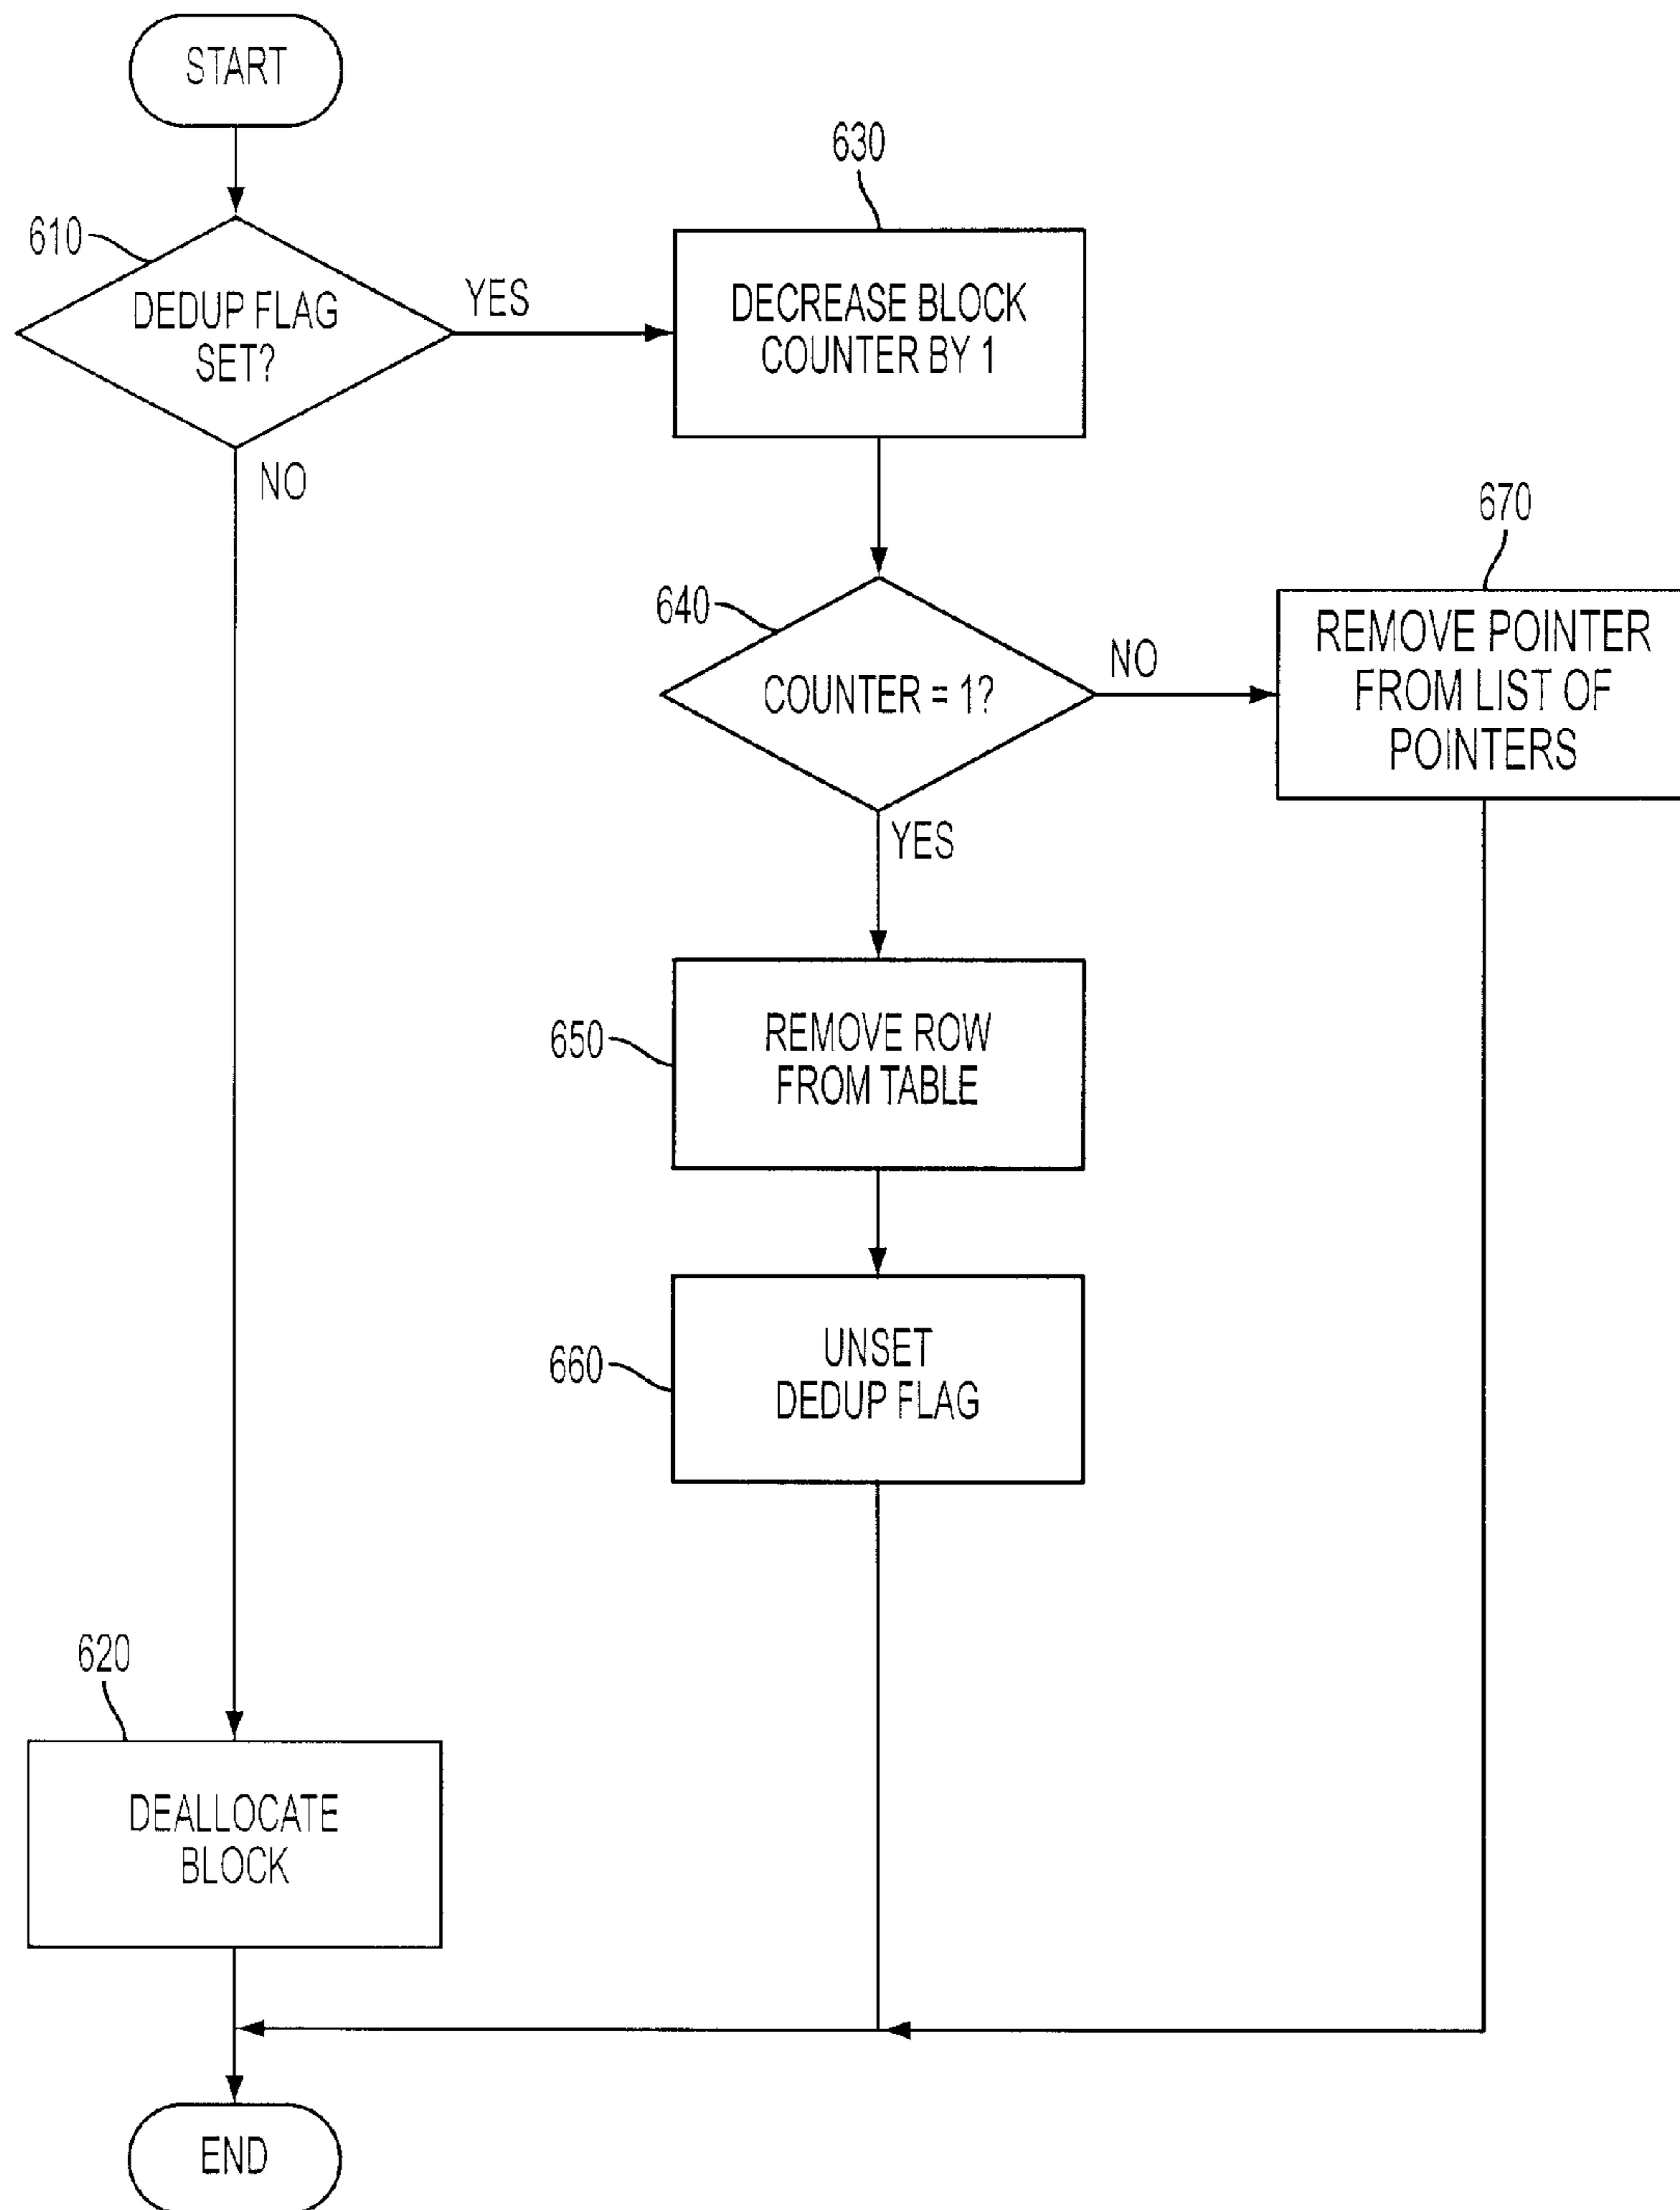 START
610
DEDUP FLAG
SET?
YES
NO
630
DECREASE BLOCK
COUNTER BY 1
640
COUNTER = 1?
NO
YES
670
REMOVE POINTER
FROM LIST OF
POINTERS
650
REMOVE ROW
FROM TABLE
660
UNSET
DEDUP FLAG
620
DEALLOCATE
BLOCK
END